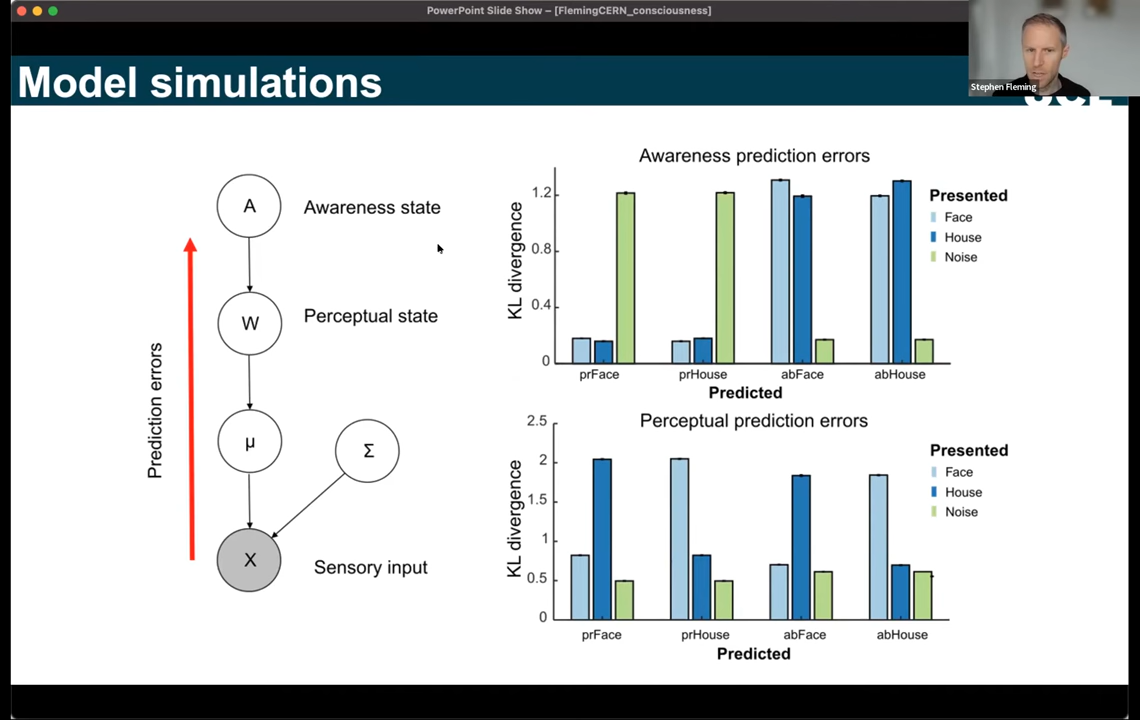 PowerPoint Slide Show – [FlemingCERN_consciousness]
Stephen Fleming
Model simulations
A
Awareness state
W
Perceptual state
μ
Σ
X
Sensory input
Prediction errors
Awareness prediction errors
KL divergence
1.2
0.8
0.4
0
prFace
prHouse
abFace
abHouse
Predicted
Presented
Face
House
Noise
Perceptual prediction errors
KL divergence
2.5
2
1.5
1
0.5
0
prFace
prHouse
abFace
abHouse
Predicted
Presented
Face
House
Noise